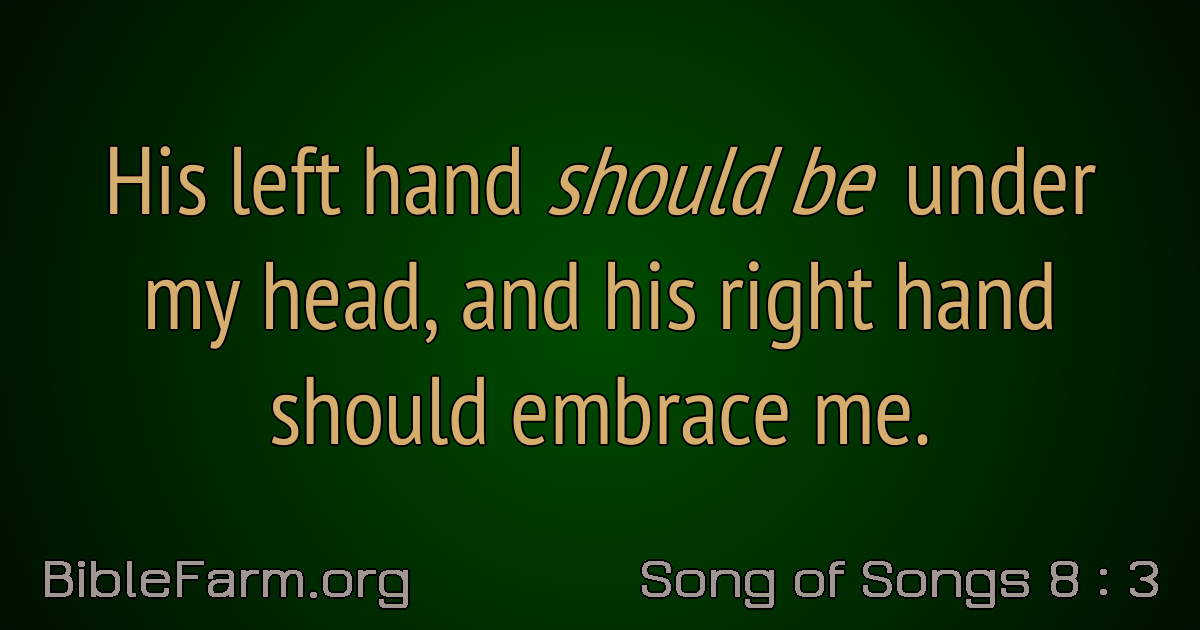 His left hand should be under
my head, and his right hand
should embrace me.
BibleFarm.org
Song of Songs 8 : 3